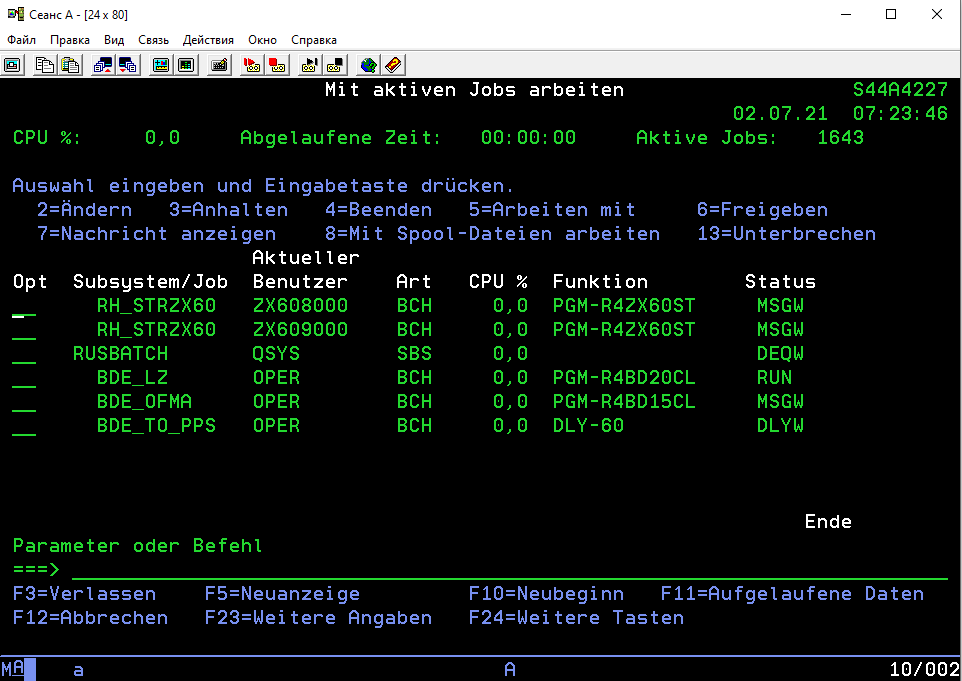 Сеанс A - [24 x 80]
Файл Правка Вид Связь Действия Окно Справка
Mit aktiven Jobs arbeiten S44A4227
02.07.21 07:23:46
CPU %: 0,0 Abgelaufene Zeit: 00:00:00 Aktive Jobs: 1643
Auswahl eingeben und Eingabetaste drücken.
2=Ändern 3=Anhalten 4=Beenden 5=Arbeiten mit 6=Freigeben
7=Nachricht anzeigen 8=Mit Spool-Dateien arbeiten 13=Unterbrechen
Aktueller
Opt Subsystem/Job Benutzer Art CPU % Funktion Status
RH_STRZX60 ZX608000 BCH 0,0 PGM-R4ZX60ST MSGW
RH_STRZX60 ZX609000 BCH 0,0 PGM-R4ZX60ST MSGW
RUSBATCH QSYS SBS 0,0 DEQW
BDE_LZ OPER BCH 0,0 PGM-R4BD20CL RUN
BDE_OFMA OPER BCH 0,0 PGM-R4BD15CL MSGW
BDE_TO_PPS OPER BCH 0,0 DLY-60 DLYW
Ende
Parameter oder Befehl
===>
F3=Verlassen F5=Neuanzeige F10=Neubeginn F11=Aufgelaufene Daten
F12=Abbrechen F23=Weitere Angaben F24=Weitere Tasten
MA a A 10/002